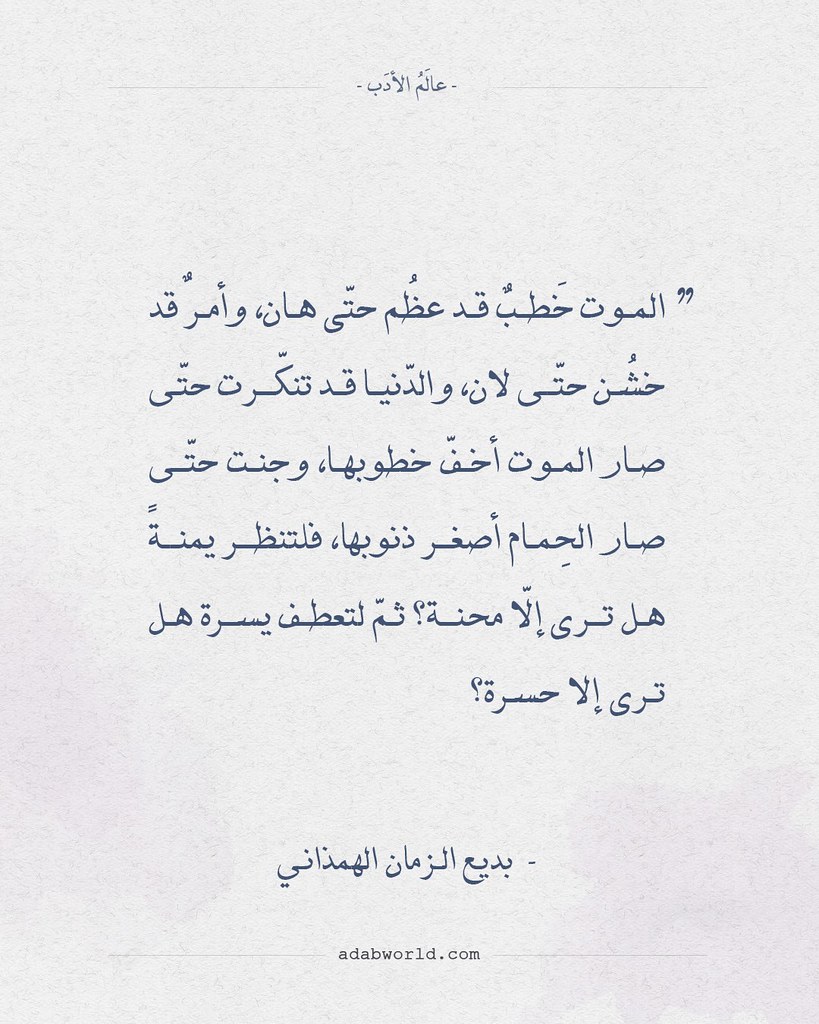 - عالَمُ الأدَب -
” الموت خَطبٌ قد عظُم حتّى هان، وأمرٌ قد
خشُن حتّى لان، والدّنيا قد تنكّرت حتّى
صار الموت أخفّ خطوبها، وجنت حتّى
صار الحِمام أصغر ذنوبها، فلتنظر يمنةً
هل ترى إلّا محنة؟ ثمّ لتعطف يسرة هل
ترى إلا حسرة؟
- بديع الزمان الهمذاني
adabworld.com